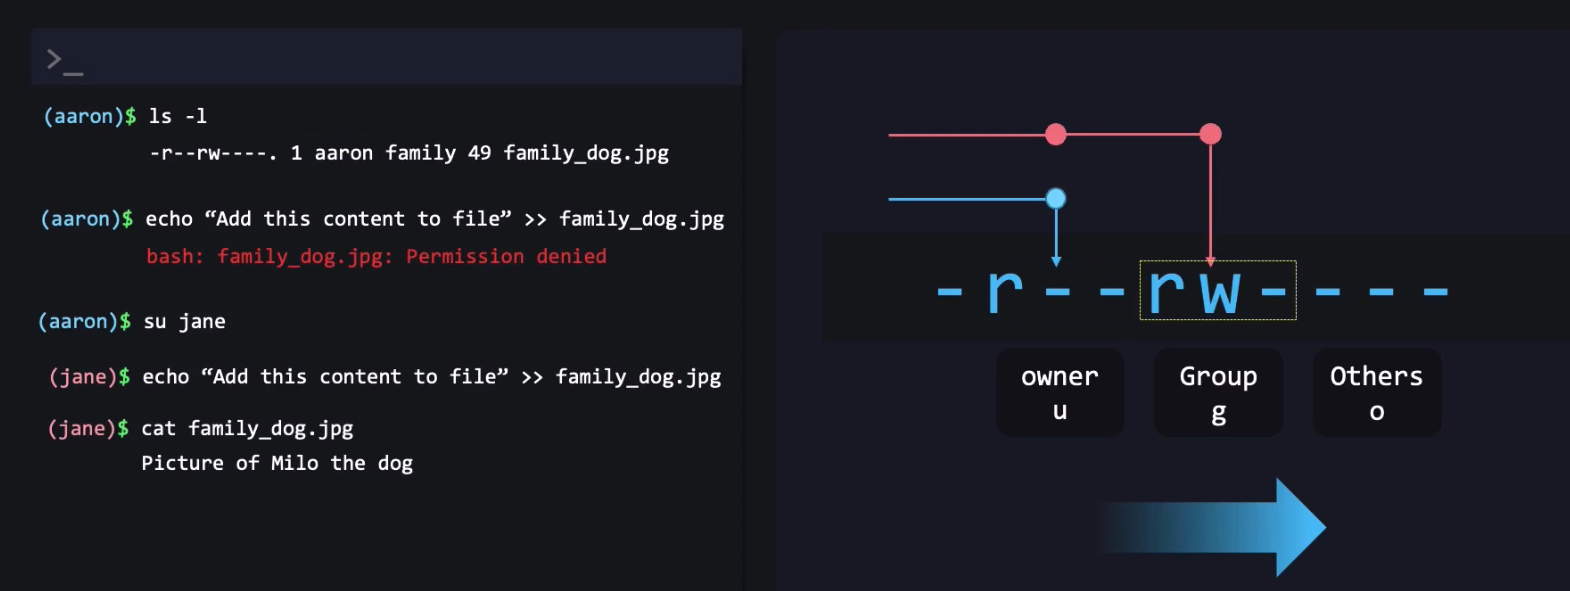 >_
(aaron)$ ls -l
-r--rw----. 1 aaron family 49 family_dog.jpg
(aaron)$ echo “Add this content to file” >> family_dog.jpg
bash: family_dog.jpg: Permission denied
(aaron)$ su jane
(jane)$ echo “Add this content to file” >> family_dog.jpg
(jane)$ cat family_dog.jpg
Picture of Milo the dog
-r--rw----
owner
u
Group
g
Others
o